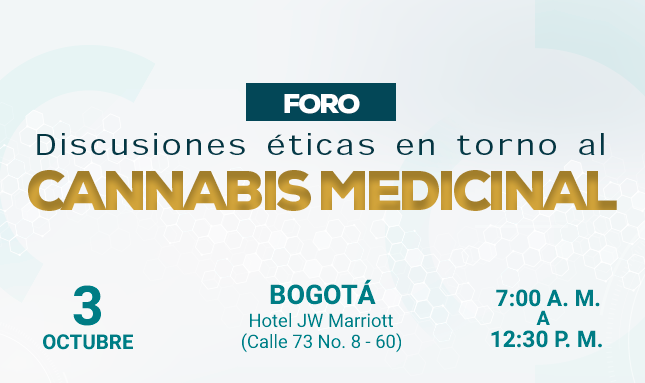 FORO
Discusiones éticas en torno al
CANNABIS MEDICINAL
3
OCTUBRE
BOGOTÁ
Hotel JW Marriott
(Calle 73 No. 8 - 60)
7:00 A. M.
A
12:30 P. M.